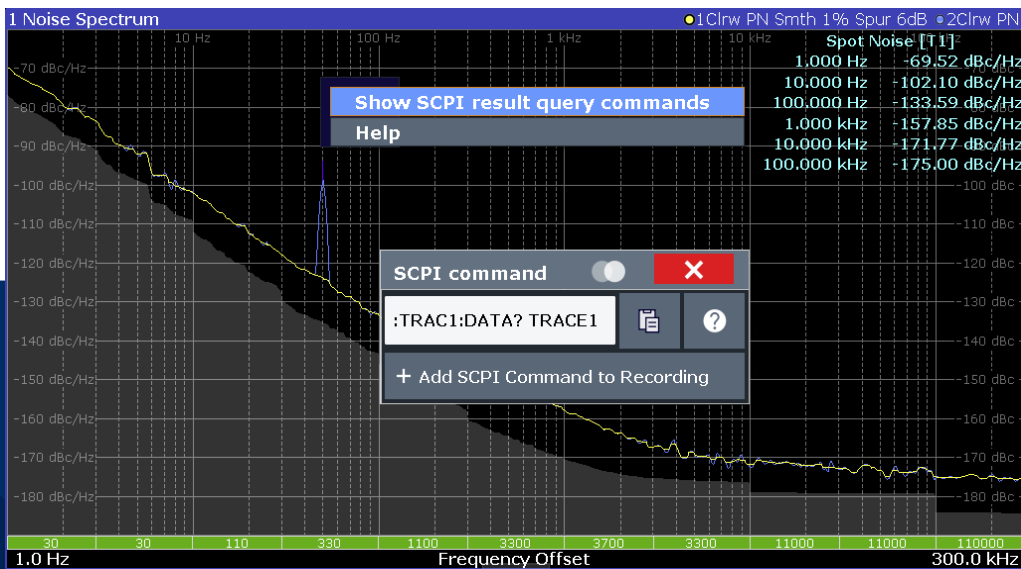 1 Noise Spectrum
1Clrw PN Smth 1% Spur 6dB 2Clrw PN
10 Hz 100 Hz 1 kHz 10 kHz
Spot Noise [T1]
1.000 Hz -69.52 dBc/Hz
10.000 Hz -102.10 dBc/Hz
100.000 Hz -133.59 dBc/Hz
1.000 kHz -157.85 dBc/Hz
10.000 kHz -171.77 dBc/Hz
100.000 kHz -175.00 dBc/Hz
-70 dBc/Hz
-80 dBc/Hz
Show SCPI result query commands
Help
-90 dBc/Hz
-100 dBc/Hz -100 dBc
-110 dBc/Hz -110 dBc
-120 dBc/Hz -120 dBc
SCPI command
-130 dBc/Hz -130 dBc
:TRAC1:DATA? TRACE1
-140 dBc/Hz -140 dBc
+ Add SCPI Command to Recording
-150 dBc/Hz -150 dBc
-160 dBc/Hz -160 dBc
-170 dBc/Hz -170 dBc
-180 dBc/Hz -180 dBc
30 30 110 330 1100 3300 3700 3300 11000 11000 110000
1.0 Hz Frequency Offset 300.0 kHz